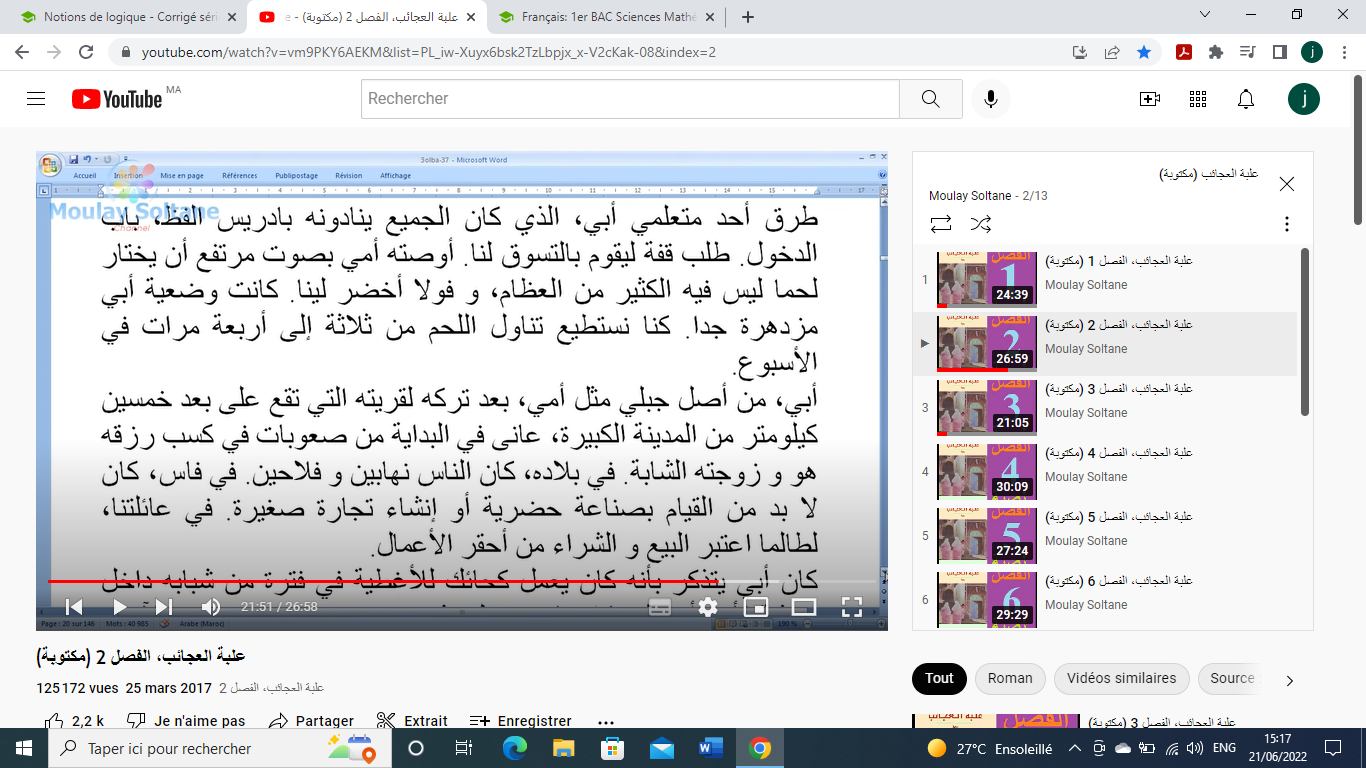 Notions de logique - Corrigé séri
علبة العجائب، الفصل 2 (مكتوبة) - e
Français: 1er BAC Sciences Mathé
youtube.com/watch?v=vm9PKY6AEKM&list=PL_iw-Xuyx6bsk2TzLbpjx_x-V2cKak-08&index=2
j
YouTube MA
Rechercher
j
3olba-37 - Microsoft Word
Accueil Insertion Mise en page Références Publipostage Révision Affichage
Moulay Soltane
Channel
طرق أحد متعلمي أبي، الذي كان الجميع ينادونه بادريس الفظ، باب
الدخول. طلب قفة ليقوم بالتسوق لنا. أوصته أمي بصوت مرتفع أن يختار
لحما ليس فيه الكثير من العظام، و فولا أخضر لينا. كانت وضعية أبي
مزدهرة جدا. كنا نستطيع تناول اللحم من ثلاثة إلى أربعة مرات في
الأسبوع.
أبي، من أصل جبلي مثل أمي، بعد تركه لقريته التي تقع على بعد خمسين
كيلومتر من المدينة الكبيرة، عانى في البداية من صعوبات في كسب رزقه
هو و زوجته الشابة. في بلاده، كان الناس نهابين و فلاحين. في فاس، كان
لا بد من القيام بصناعة حضرية أو إنشاء تجارة صغيرة. في عائلتنا،
لطالما اعتبر البيع و الشراء من أحقر الأعمال.
كان أبي يتذكر بأنه كان يعمل كحائك للأغطية في فترة من شبابه داخل
21:51 / 26:58
Page : 20 sur 146 Mots : 40 985 Arabe (Maroc) 190 %
علبة العجائب، الفصل 2 (مكتوبة)
125 172 vues 25 mars 2017 علبة العجائب، الفصل 2
2,2 k Je n'aime pas Partager Extrait Enregistrer
علبة العجائب (مكتوبة)
Moulay Soltane - 2/13
1 الفصل 1 24:39 علبة العجائب، الفصل 1 (مكتوبة)
Moulay Soltane
الفصل 2 26:59 علبة العجائب، الفصل 2 (مكتوبة)
Moulay Soltane
3 الفصل 3 21:05 علبة العجائب، الفصل 3 (مكتوبة)
Moulay Soltane
4 الفصل 4 30:09 علبة العجائب، الفصل 4 (مكتوبة)
Moulay Soltane
5 الفصل 5 27:24 علبة العجائب، الفصل 5 (مكتوبة)
Moulay Soltane
6 الفصل 6 29:29 علبة العجائب، الفصل 6 (مكتوبة)
Moulay Soltane
Tout Roman Vidéos similaires Source :
الفصل علبة العجائب، الفصل 3 (مكتوبة)
Taper ici pour rechercher
27°C Ensoleillé ENG 15:17
21/06/2022